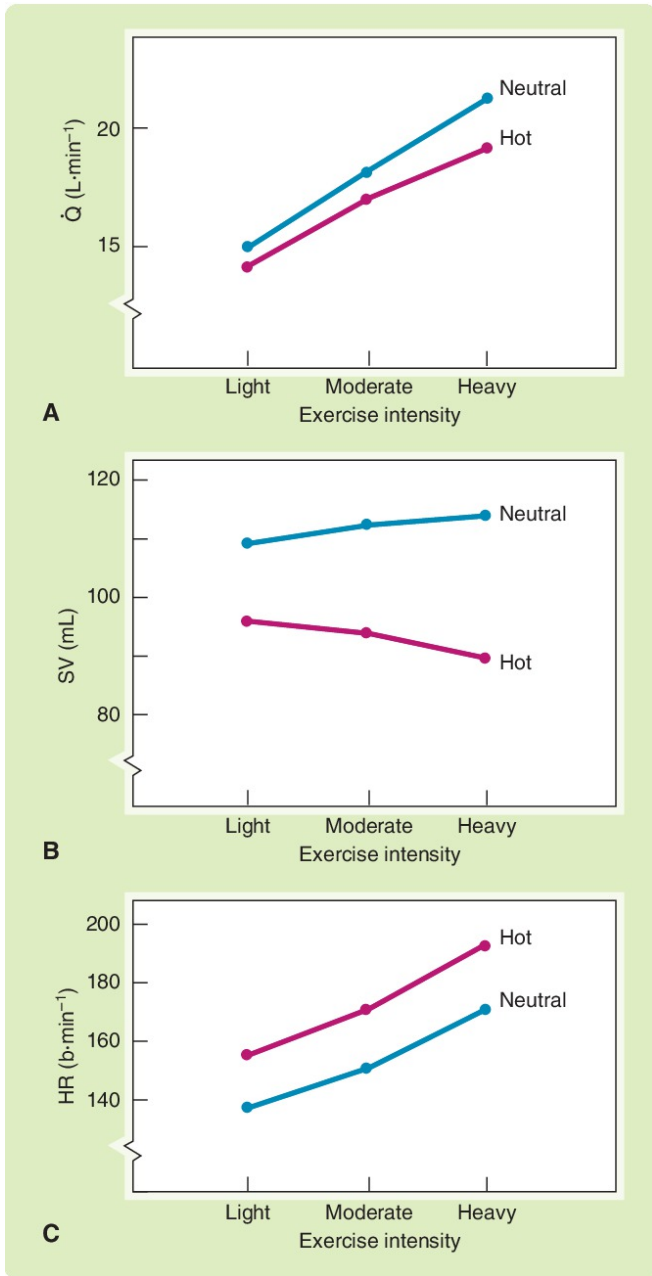 Q̇ (L·min⁻¹)
20
15
Neutral
Hot
Light Moderate Heavy
Exercise intensity
A
SV (mL)
120
100
80
Neutral
Hot
Light Moderate Heavy
Exercise intensity
B
HR (b·min⁻¹)
200
180
160
140
Hot
Neutral
Light Moderate Heavy
Exercise intensity
C